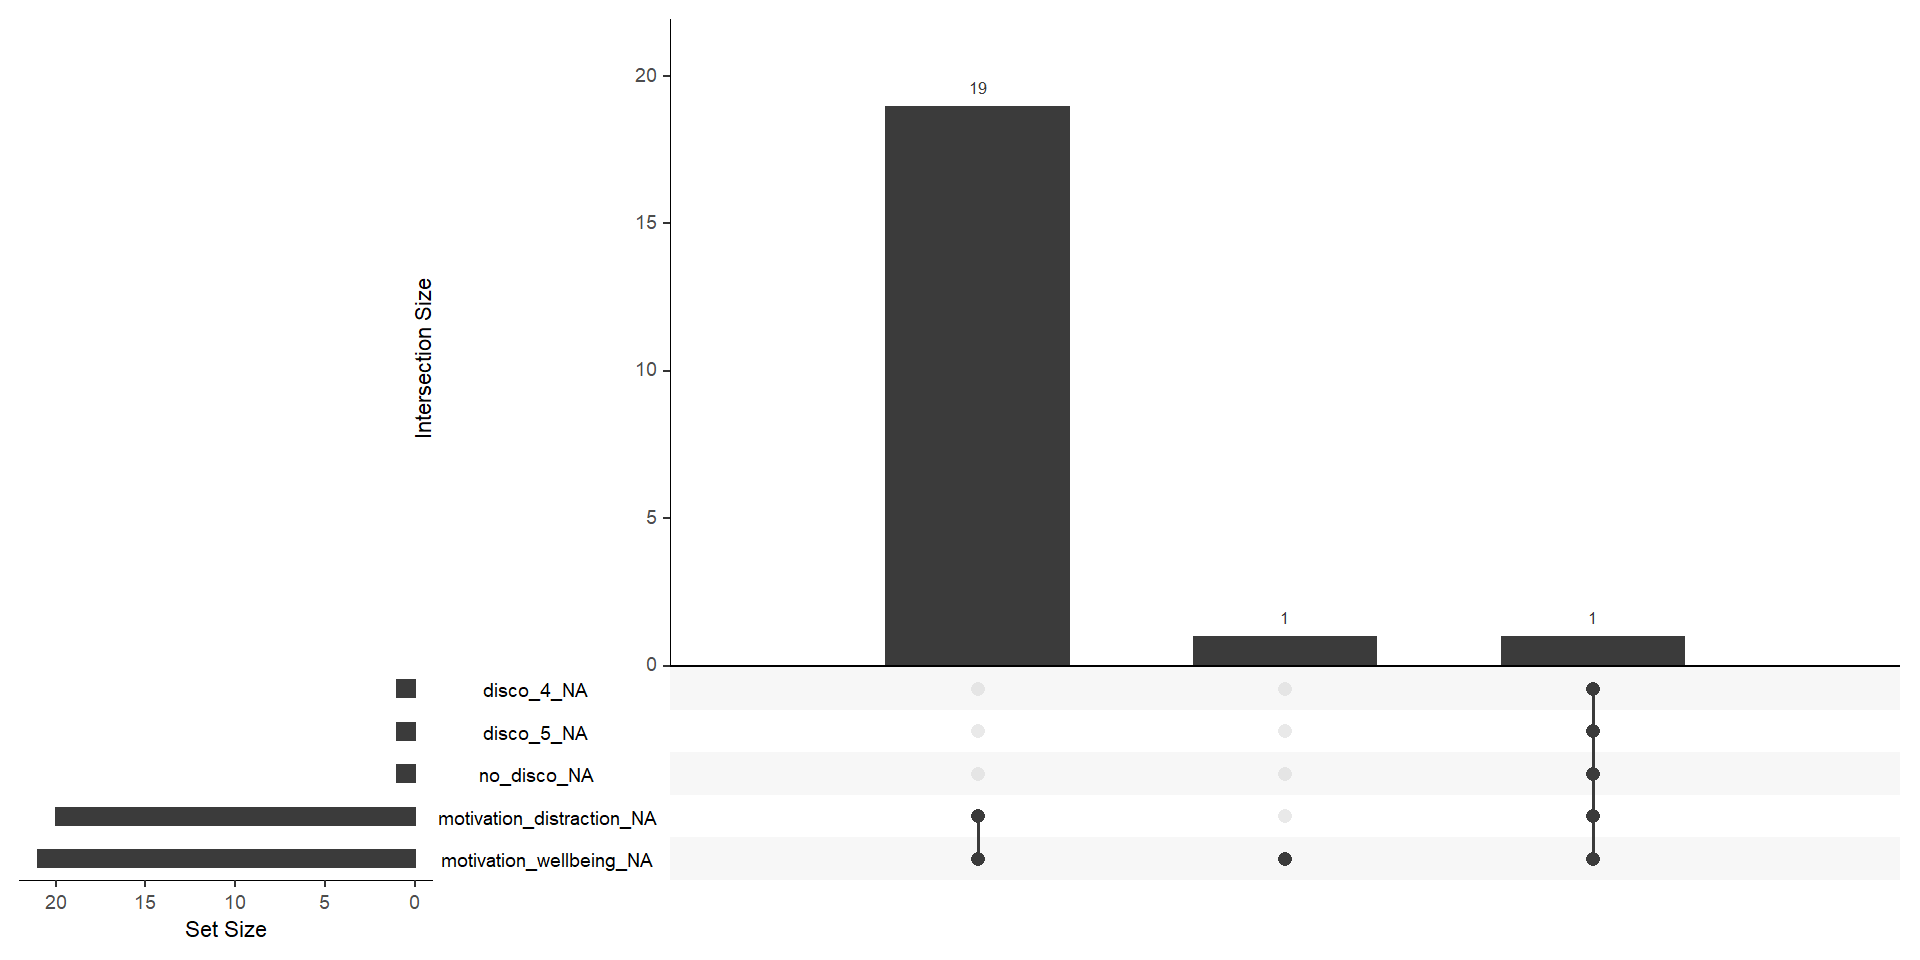 20
19
15
Intersection Size
10
5
1
1
0
disco_4_NA
disco_5_NA
no_disco_NA
motivation_distraction_NA
motivation_wellbeing_NA
20 15 10 5 0
Set Size